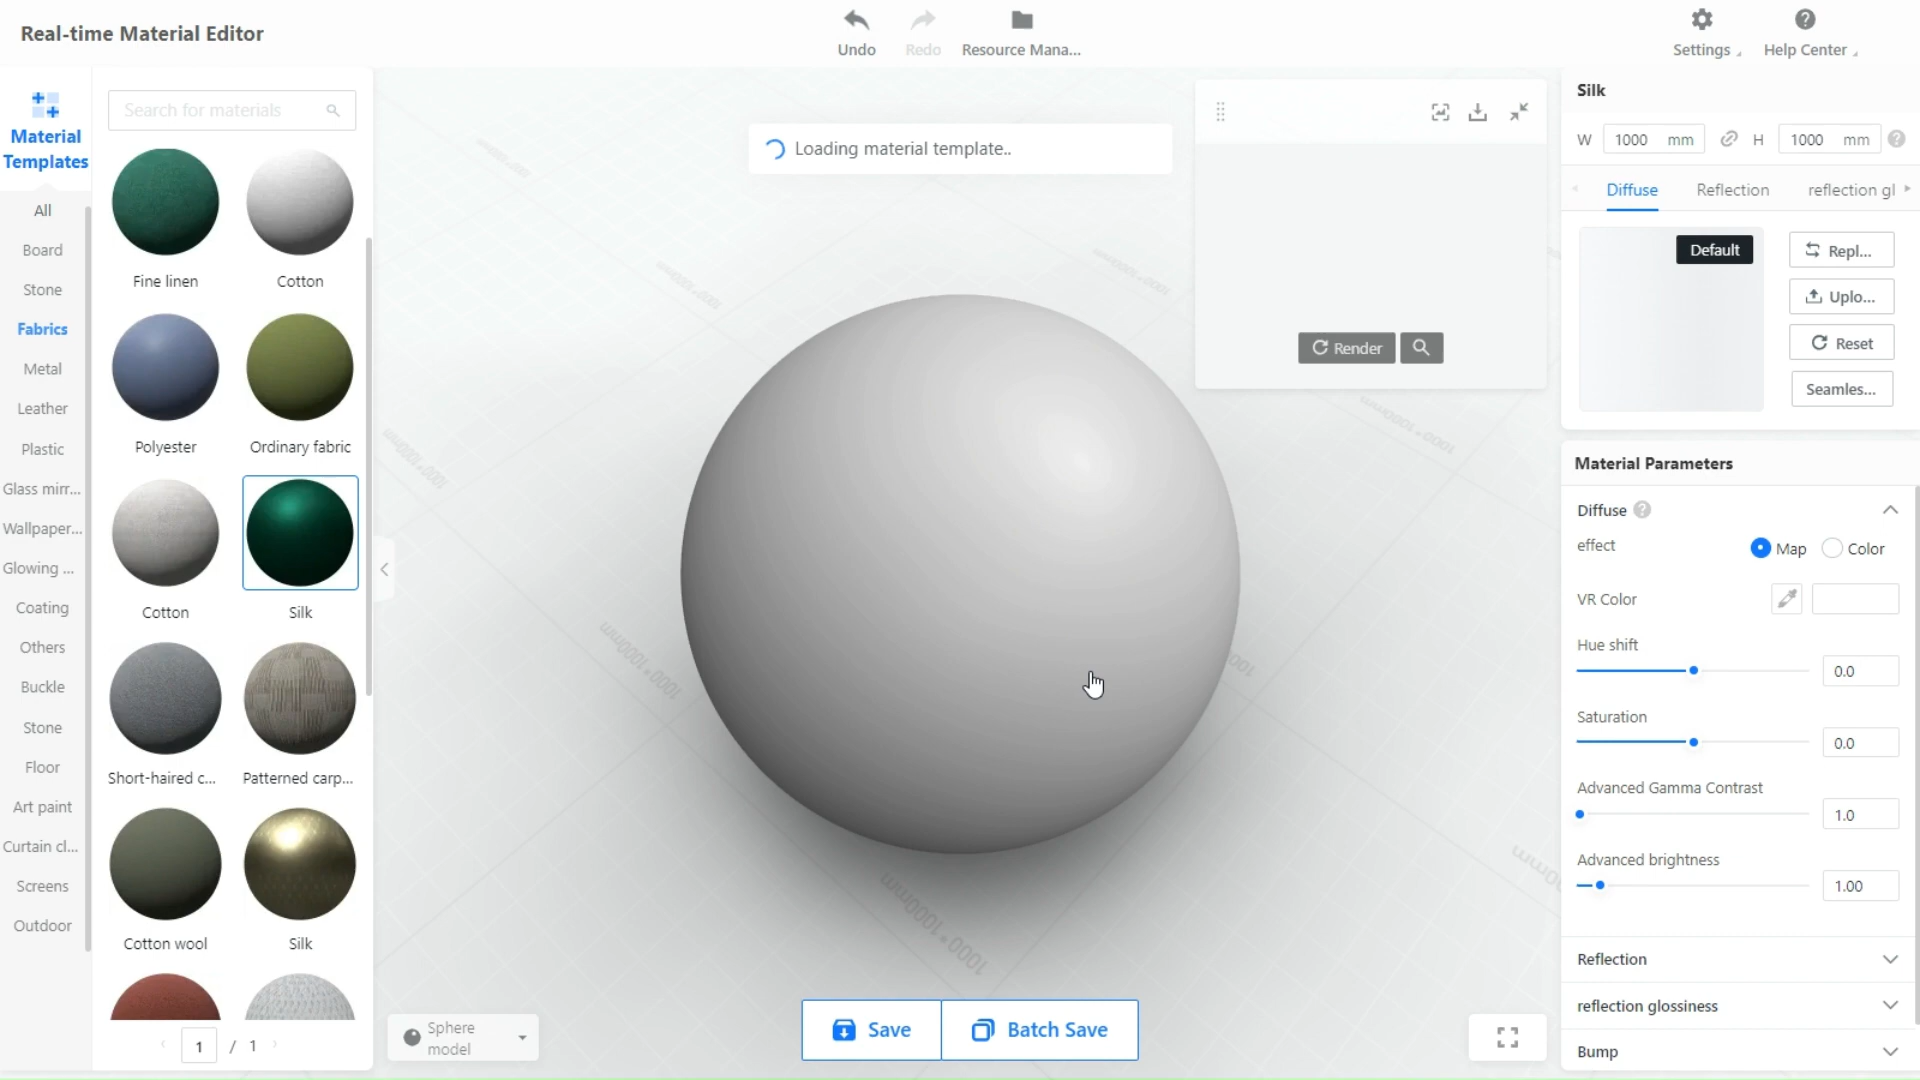 Real-time Material Editor
Undo
Redo
Resource Mana...
Settings
Help Center
Material
Templates
All
Board
Stone
Fabrics
Metal
Leather
Plastic
Glass mirr...
Wallpaper...
Glowing ...
Coating
Others
Buckle
Stone
Floor
Art paint
Curtain cl...
Screens
Outdoor
Search for materials
Fine linen
Cotton
Polyester
Ordinary fabric
Cotton
Silk
Short-haired c...
Patterned carp...
Cotton wool
Silk
1 / 1
Loading material template..
1000*1000mm
1000mm*1000
Render
Sphere
model
Save
Batch Save
Silk
W 1000 mm H 1000 mm
Diffuse
Reflection
reflection gl
Default
Repl...
Uplo...
Reset
Seamles...
Material Parameters
Diffuse
effect
Map
Color
VR Color
Hue shift
0.0
Saturation
0.0
Advanced Gamma Contrast
1.0
Advanced brightness
1.00
Reflection
reflection glossiness
Bump